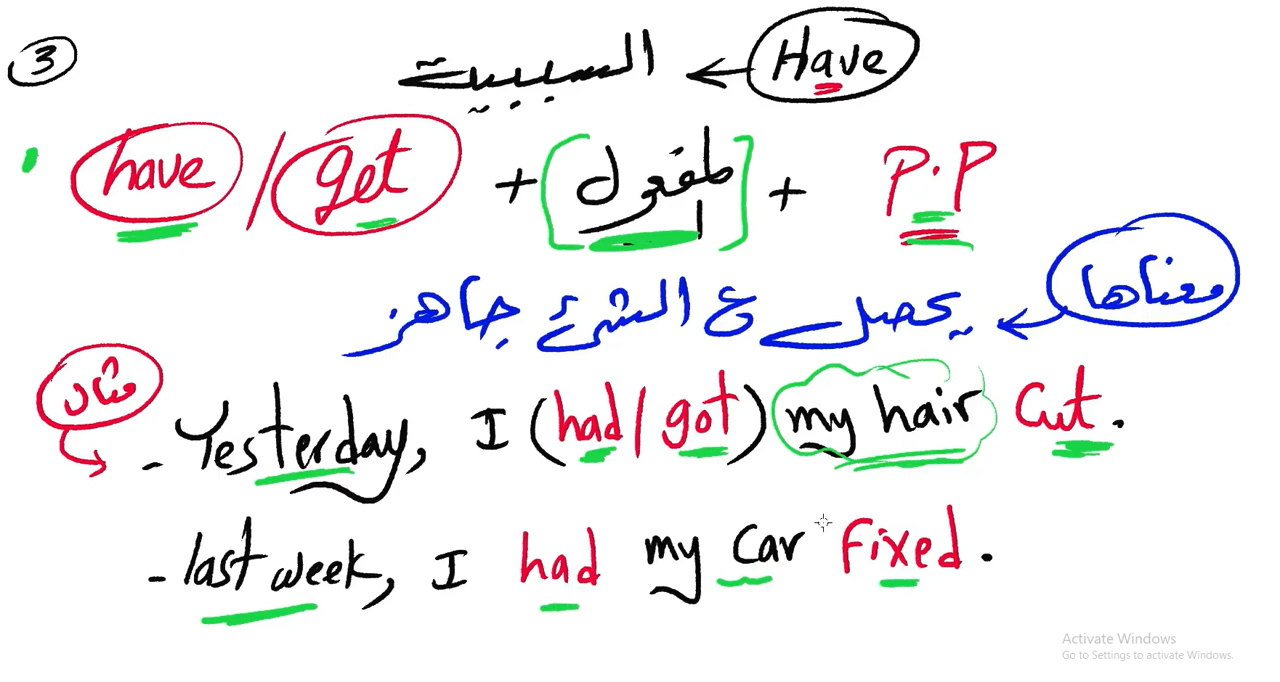 3
Have ← السببية
have / get + [مفعول] + P.P
معناها ← يحصل ع الشئ جاهز
مثال
- Yesterday, I (had / got) my hair cut.
- last week, I had my car fixed.
Activate Windows
Go to Settings to activate Windows.